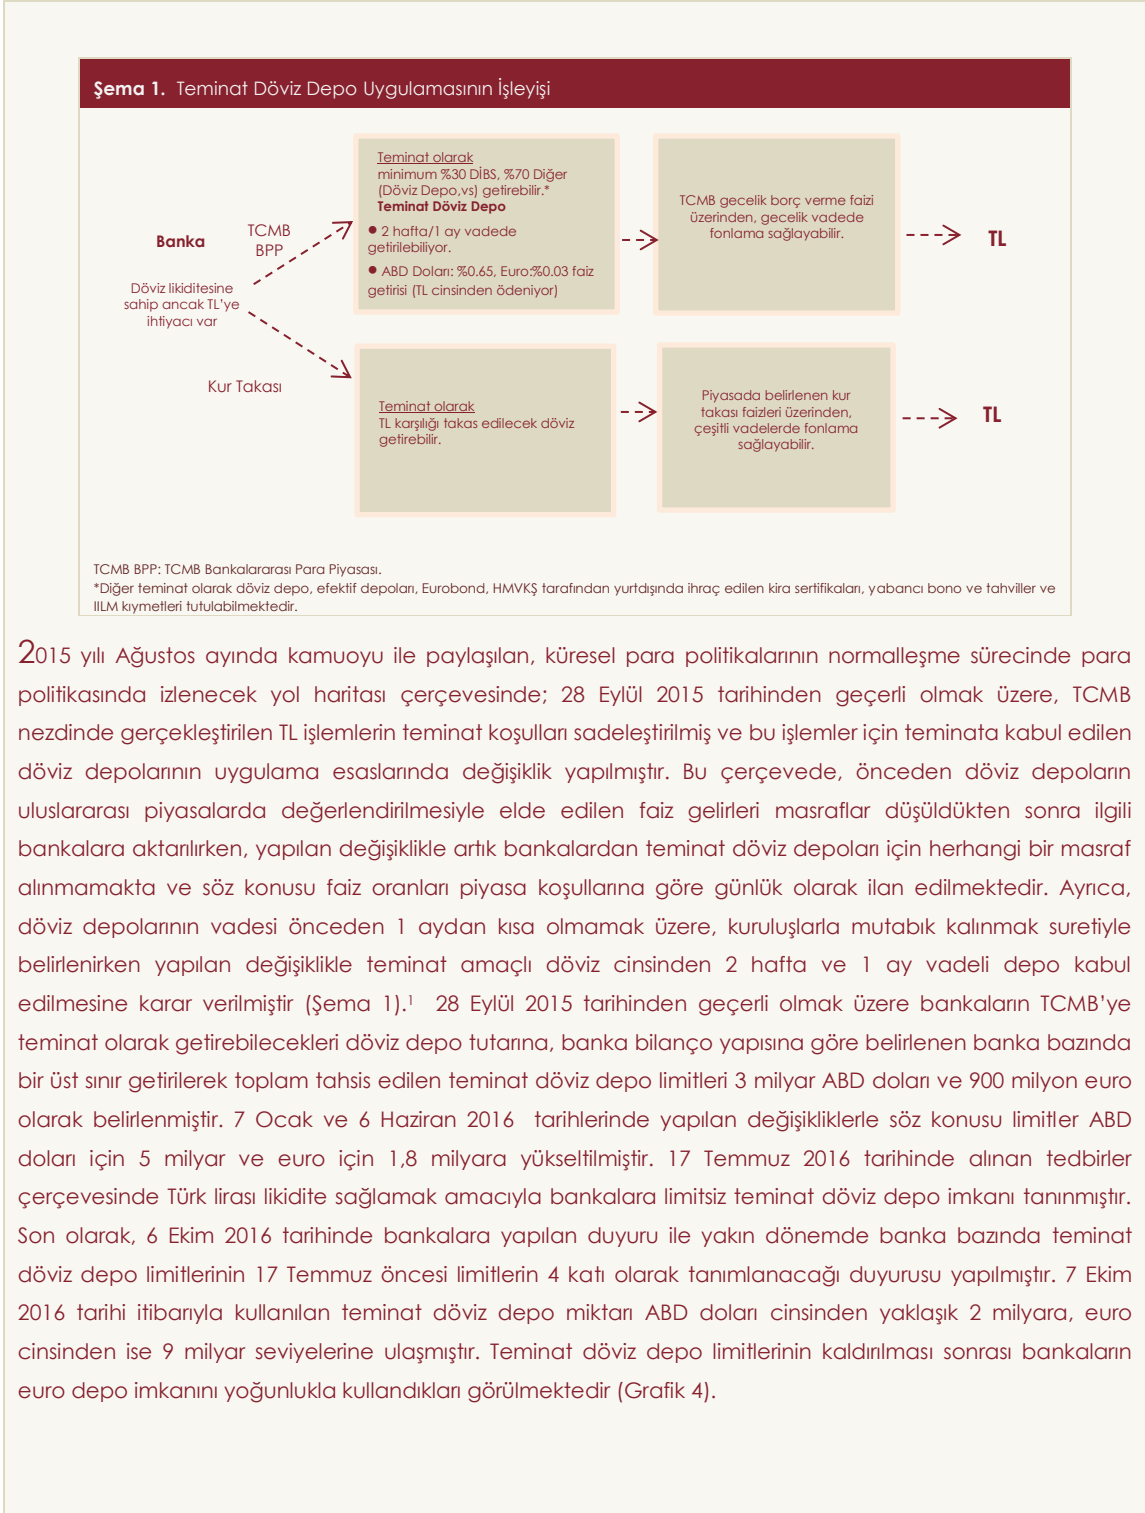 Şema 1. Teminat Döviz Depo Uygulamasının İşleyişi
Banka
Döviz likiditesine
sahip ancak TL'ye
ihtiyacı var
TCMB
BPP
Teminat olarak
minimum %30 DİBS, %70 Diğer
(Döviz Depo,vs) getirebilir.*
Teminat Döviz Depo
● 2 hafta/1 ay vadede
getirilebiliyor.
● ABD Doları: %0.65, Euro:%0.03 faiz
getirisi (TL cinsinden ödeniyor)
TCMB gecelik borç verme faizi
üzerinden, gecelik vadede
fonlama sağlayabilir.
TL
Kur Takası
Teminat olarak
TL karşılığı takas edilecek döviz
getirebilir.
Piyasada belirlenen kur
takası faizleri üzerinden,
çeşitli vadelerde fonlama
sağlayabilir.
TL
TCMB BPP: TCMB Bankalararası Para Piyasası.
*Diğer teminat olarak döviz depo, efektif depoları, Eurobond, HMVKŞ tarafından yurtdışında ihraç edilen kira sertifikaları, yabancı bono ve tahviller ve
IILM kıymetleri tutulabilmektedir.
2015 yılı Ağustos ayında kamuoyu ile paylaşılan, küresel para politikalarının normalleşme sürecinde para
politikasında izlenecek yol haritası çerçevesinde; 28 Eylül 2015 tarihinden geçerli olmak üzere, TCMB
nezdinde gerçekleştirilen TL işlemlerin teminat koşulları sadeleştirilmiş ve bu işlemler için teminata kabul edilen
döviz depolarının uygulama esaslarında değişiklik yapılmıştır. Bu çerçevede, önceden döviz depoların
uluslararası piyasalarda değerlendirilmesiyle elde edilen faiz gelirleri masraflar düşüldükten sonra ilgili
bankalara aktarılırken, yapılan değişiklikle artık bankalardan teminat döviz depoları için herhangi bir masraf
alınmamakta ve söz konusu faiz oranları piyasa koşullarına göre günlük olarak ilan edilmektedir. Ayrıca,
döviz depolarının vadesi önceden 1 aydan kısa olmamak üzere, kuruluşlarla mutabık kalınmak suretiyle
belirlenirken yapılan değişiklikle teminat amaçlı döviz cinsinden 2 hafta ve 1 ay vadeli depo kabul
edilmesine karar verilmiştir (Şema 1).¹ 28 Eylül 2015 tarihinden geçerli olmak üzere bankaların TCMB'ye
teminat olarak getirebilecekleri döviz depo tutarına, banka bilanço yapısına göre belirlenen banka bazında
bir üst sınır getirilerek toplam tahsis edilen teminat döviz depo limitleri 3 milyar ABD doları ve 900 milyon euro
olarak belirlenmiştir. 7 Ocak ve 6 Haziran 2016 tarihlerinde yapılan değişikliklerle söz konusu limitler ABD
doları için 5 milyar ve euro için 1,8 milyara yükseltilmiştir. 17 Temmuz 2016 tarihinde alınan tedbirler
çerçevesinde Türk lirası likidite sağlamak amacıyla bankalara limitsiz teminat döviz depo imkanı tanınmıştır.
Son olarak, 6 Ekim 2016 tarihinde bankalara yapılan duyuru ile yakın dönemde banka bazında teminat
döviz depo limitlerinin 17 Temmuz öncesi limitlerin 4 katı olarak tanımlanacağı duyurusu yapılmıştır. 7 Ekim
2016 tarihi itibarıyla kullanılan teminat döviz depo miktarı ABD doları cinsinden yaklaşık 2 milyara, euro
cinsinden ise 9 milyar seviyelerine ulaşmıştır. Teminat döviz depo limitlerinin kaldırılması sonrası bankaların
euro depo imkanını yoğunlukla kullandıkları görülmektedir (Grafik 4).